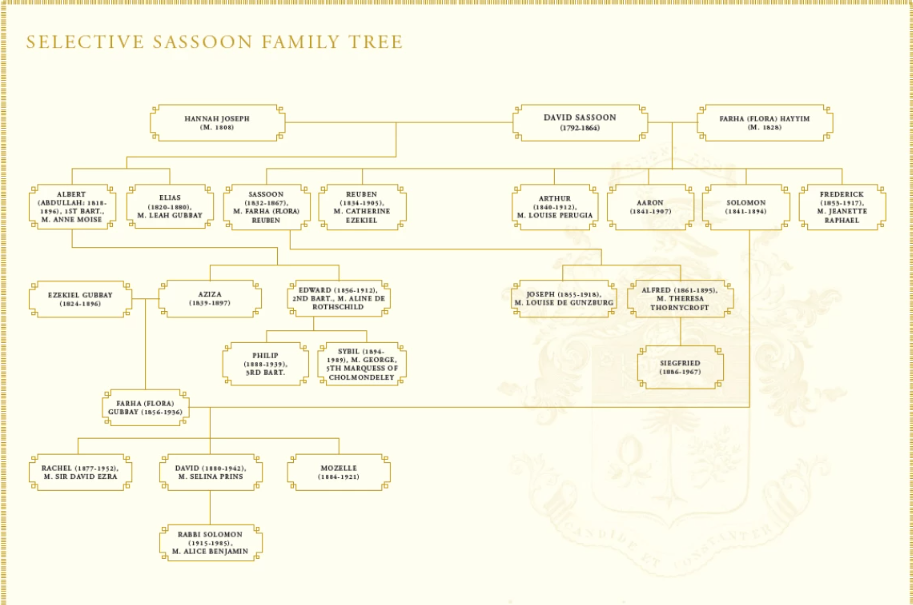 SELECTIVE SASSOON FAMILY TREE
HANNAH JOSEPH
(M. 1808)
DAVID SASSOON
(1792-1864)
FARHA (FLORA) HAYYIM
(M. 1828)
ALBERT
(ABDULLAH: 1818-
1896), 1ST BART.,
M. ANNE MOISE
ELIAS
(1820-1880),
M. LEAH GUBBAY
SASSOON
(1832-1867),
M. FARHA (FLORA)
REUBEN
REUBEN
(1834-1905),
M. CATHERINE
EZEKIEL
ARTHUR
(1840-1912),
M. LOUISE PERUGIA
AARON
(1841-1907)
SOLOMON
(1841-1894)
FREDERICK
(1853-1917),
M. JEANETTE
RAPHAEL
EZEKIEL GUBBAY
(1824-1896)
AZIZA
(1839-1897)
EDWARD (1856-1912),
2ND BART., M. ALINE DE
ROTHSCHILD
JOSEPH (1855-1918),
M. LOUISE DE GUNZBURG
ALFRED (1861-1895),
M. THERESA
THORNYCROFT
PHILIP
(1888-1939),
3RD BART.
SYBIL (1894-
1989), M. GEORGE,
5TH MARQUESS OF
CHOLMONDELEY
SIEGFRIED
(1886-1967)
FARHA (FLORA)
GUBBAY (1856-1936)
RACHEL (1877-1952),
M. SIR DAVID EZRA
DAVID (1880-1942),
M. SELINA PRINS
MOZELLE
(1884-1921)
RABBI SOLOMON
(1915-1985),
M. ALICE BENJAMIN
CANDIDE ET CONSTANTER